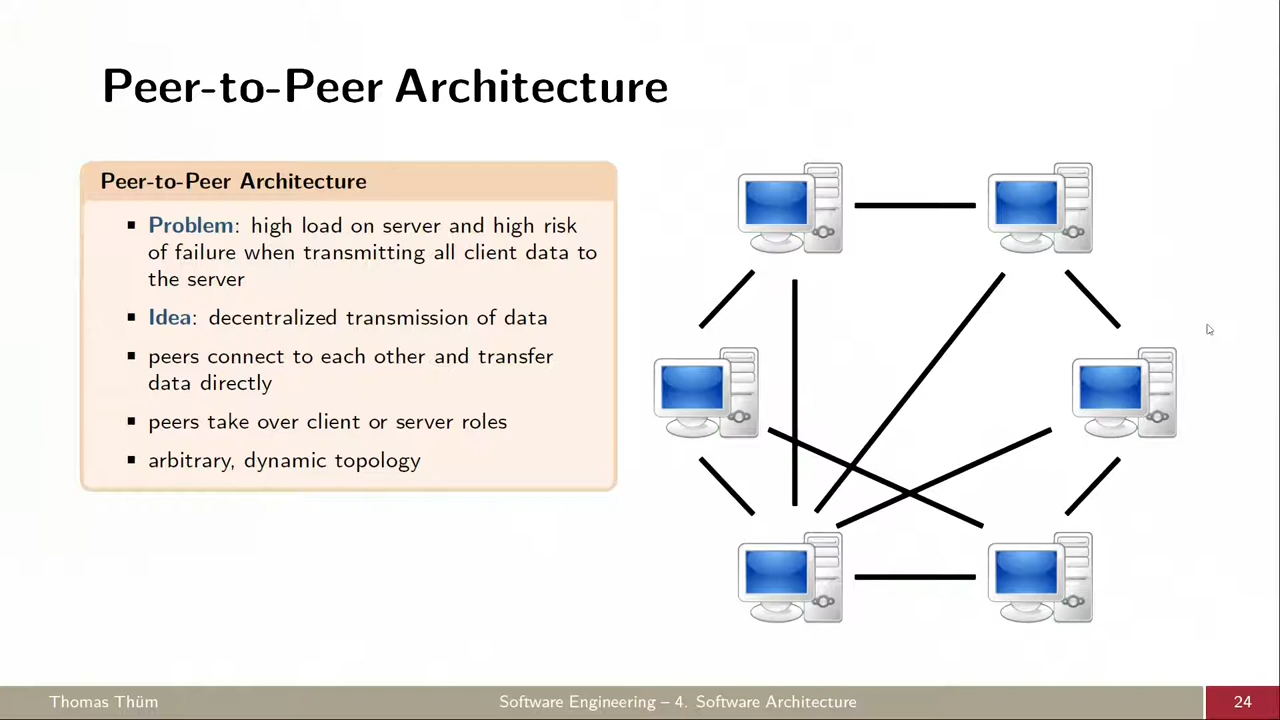 Peer-to-Peer Architecture
Peer-to-Peer Architecture
▪ Problem: high load on server and high risk
of failure when transmitting all client data to
the server
▪ Idea: decentralized transmission of data
▪ peers connect to each other and transfer
data directly
▪ peers take over client or server roles
▪ arbitrary, dynamic topology
Thomas Thüm
Software Engineering – 4. Software Architecture
24